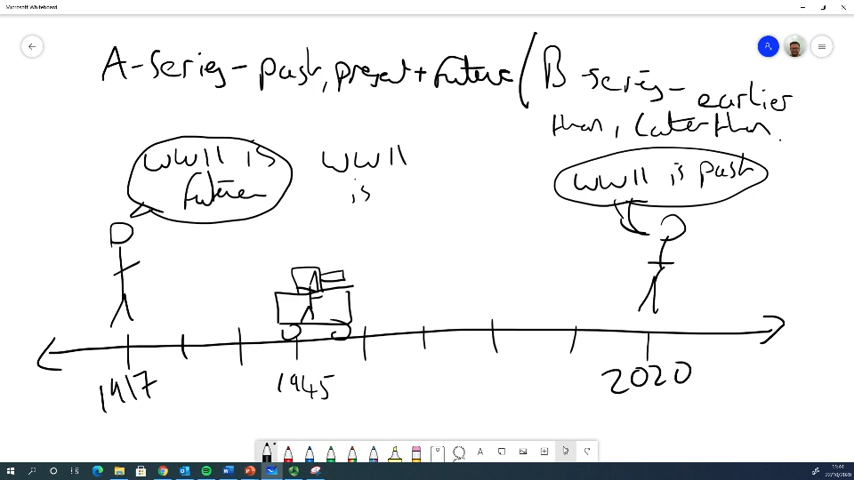 Microsoft Whiteboard
A-series - past, present + future / B-series - earlier
than, later than.
WWII is
future
WWII
is
WWII is past
1917
1945
2020